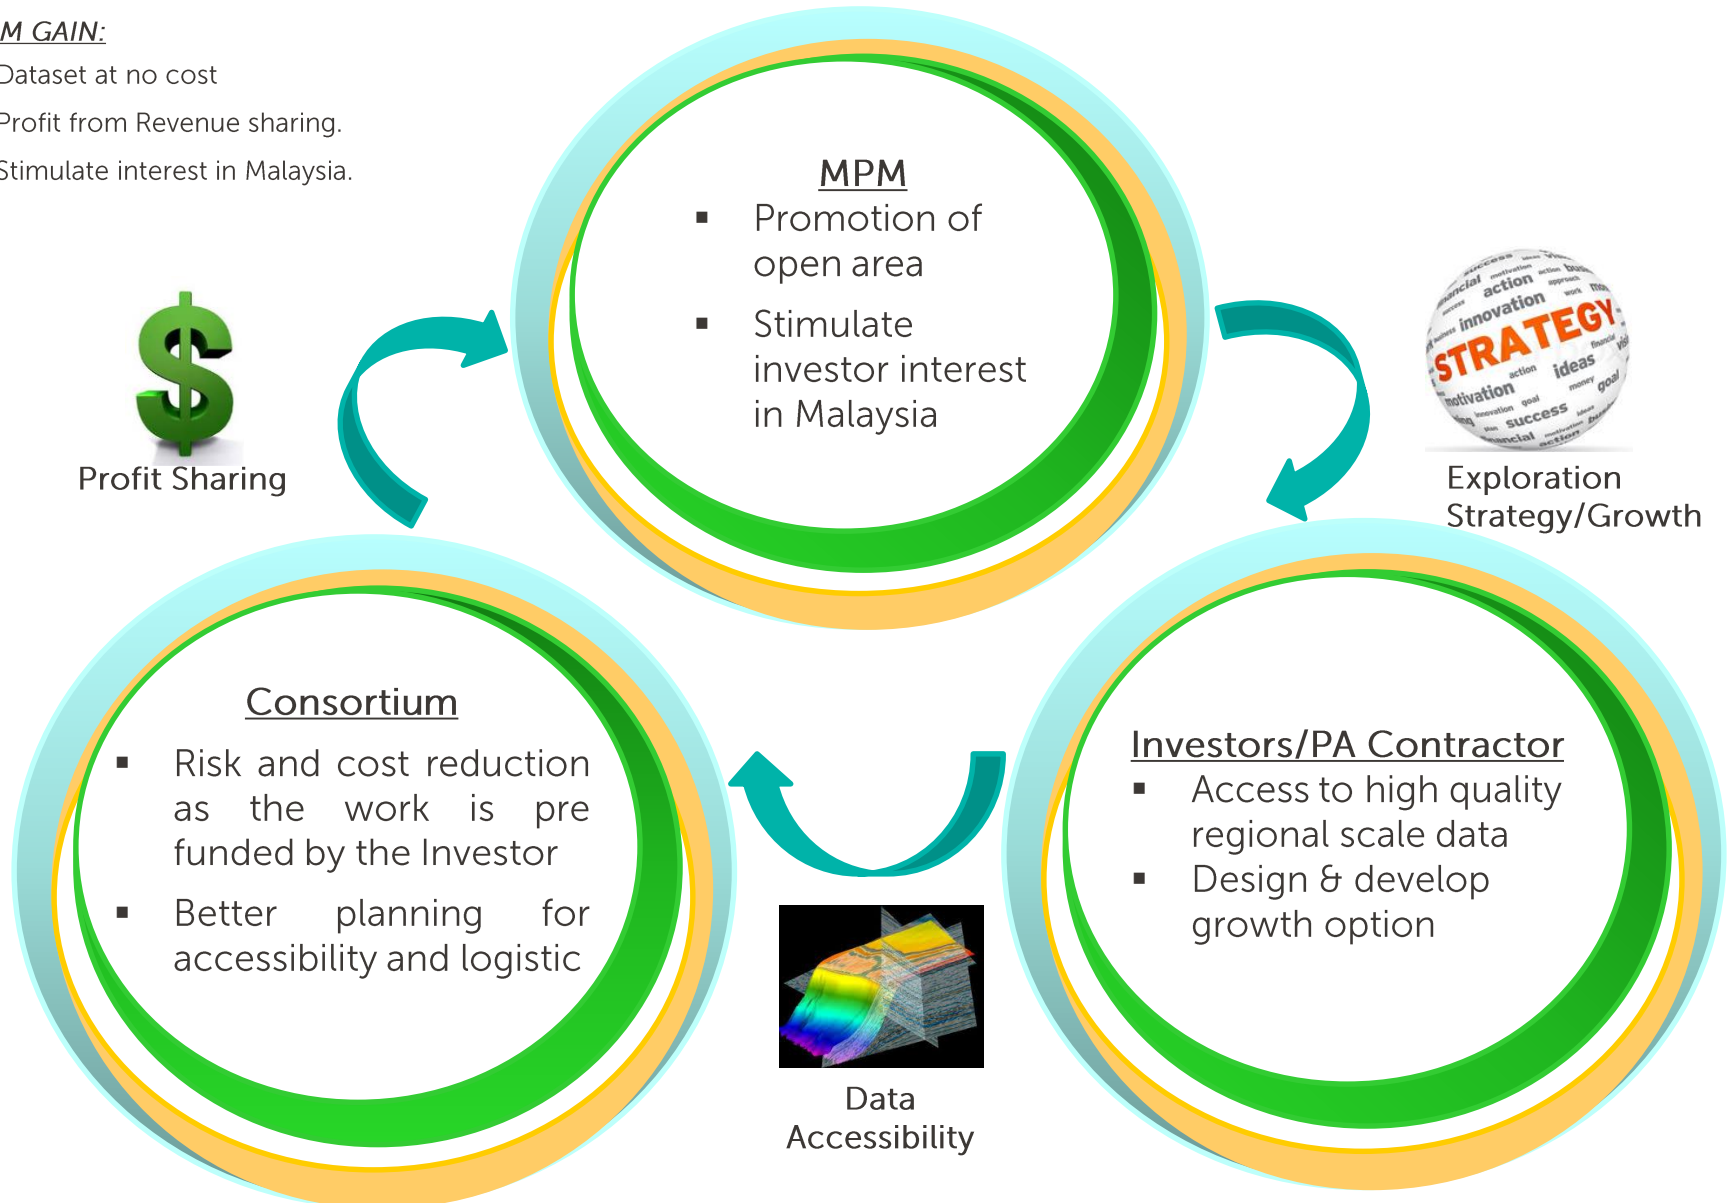 M GAIN:
Dataset at no cost
Profit from Revenue sharing.
Stimulate interest in Malaysia.
MPM
▪ Promotion of
open area
▪ Stimulate
investor interest
in Malaysia
Profit Sharing
STRATEGY
innovation
action
motivation
ideas
success
goal
Exploration
Strategy/Growth
Consortium
▪ Risk and cost reduction
as the work is pre
funded by the Investor
▪ Better planning for
accessibility and logistic
Investors/PA Contractor
▪ Access to high quality
regional scale data
▪ Design & develop
growth option
Data
Accessibility